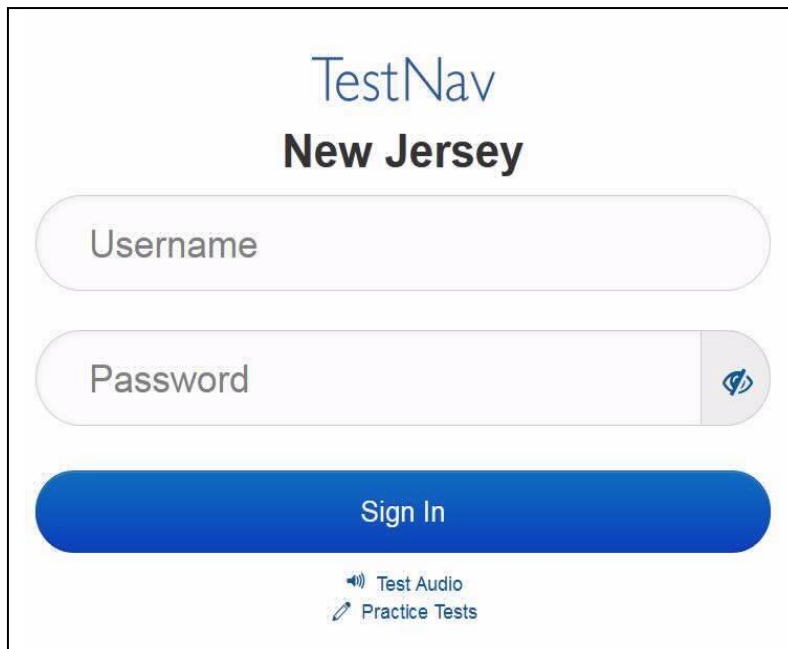 TestNav
New Jersey
Username
Password
Sign In
Test Audio
Practice Tests